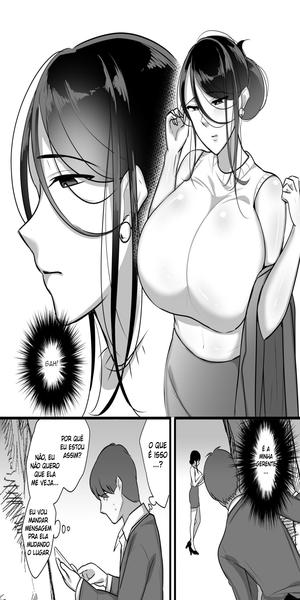 GAH!
É A
MINHA
GERENTE...
O QUE
É ISSO
...?
POR QUÊ
EU ESTOU
ASSIM?
NÃO, EU
NÃO QUERO
QUE ELA
ME VEJA...
EU VOU
MANDAR
MENSAGEM
PRA ELA
MUDANDO
O LUGAR